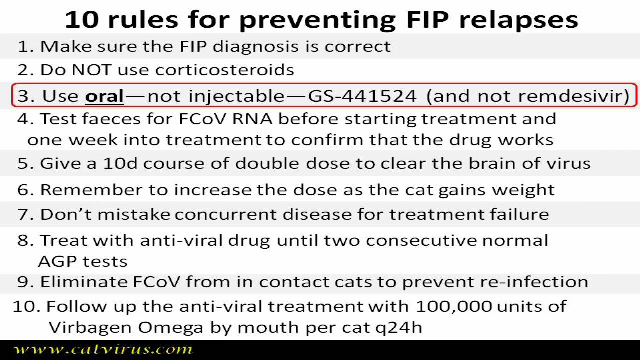 10 rules for preventing FIP relapses
1. Make sure the FIP diagnosis is correct
2. Do NOT use corticosteroids
3. Use oral—not injectable—GS-441524 (and not remdesivir)
4. Test faeces for FCoV RNA before starting treatment and
one week into treatment to confirm that the drug works
5. Give a 10d course of double dose to clear the brain of virus
6. Remember to increase the dose as the cat gains weight
7. Don't mistake concurrent disease for treatment failure
8. Treat with anti-viral drug until two consecutive normal
AGP tests
9. Eliminate FCoV from in contact cats to prevent re-infection
10. Follow up the anti-viral treatment with 100,000 units of
Virbagen Omega by mouth per cat q24h
www.catvirus.com